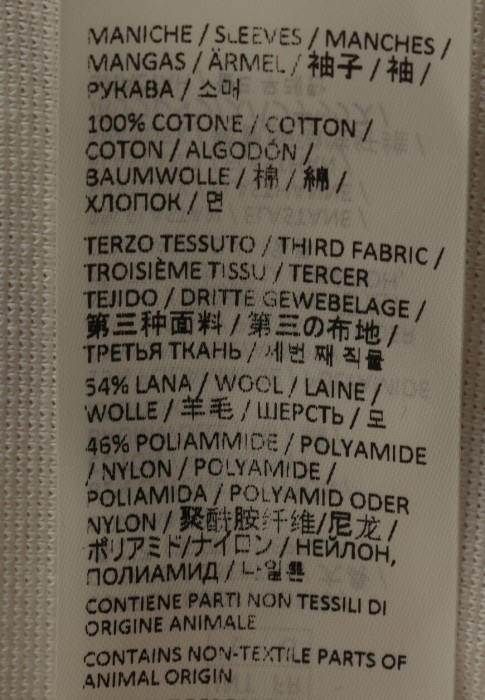 MANICHE / SLEEVES / MANCHES /
MANGAS / ÄRMEL / 袖子 / 袖 /
РУКАВА / 소매
100% COTONE / COTTON /
COTON / ALGODÓN /
BAUMWOLLE / 棉 / 綿 /
ХЛОПОК / 면
TERZO TESSUTO / THIRD FABRIC /
TROISIÈME TISSU / TERCER
TEJIDO / DRITTE GEWEBELAGE /
第三种面料 / 第三の布地 /
ТРЕТЬЯ ТКАНЬ / 세번 째 직물
54% LANA / WOOL / LAINE /
WOLLE / 羊毛 / ШЕРСТЬ / 모
46% POLIAMMIDE / POLYAMIDE
/ NYLON / POLYAMIDE /
POLIAMIDA / POLYAMID ODER
NYLON / 聚酰胺纤维/尼龙 /
ポリアミド/ナイロン / НЕЙЛОН,
ПОЛИАМИД / 나일론
CONTIENE PARTI NON TESSILI DI
ORIGINE ANIMALE
CONTAINS NON-TEXTILE PARTS OF
ANIMAL ORIGIN